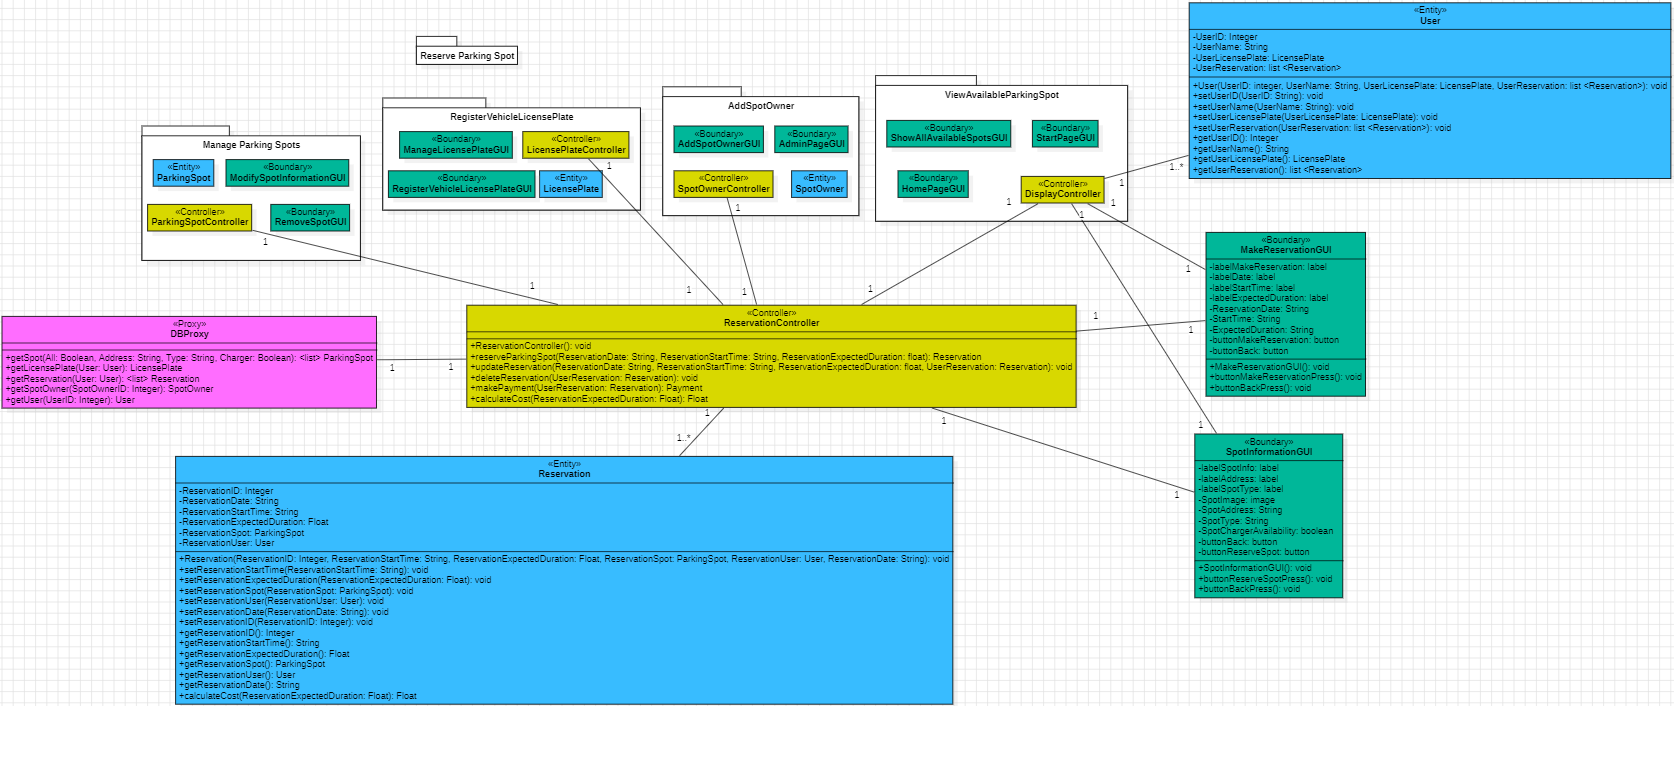 Reserve Parking Spot
Manage Parking Spots
«Entity»
ParkingSpot
«Boundary»
ModifySpotInformationGUI
«Controller»
ParkingSpotController
«Boundary»
RemoveSpotGUI
1
1
RegisterVehicleLicensePlate
«Boundary»
ManageLicensePlateGUI
«Controller»
LicensePlateController
«Boundary»
RegisterVehicleLicensePlateGUI
«Entity»
LicensePlate
1
1
AddSpotOwner
«Boundary»
AddSpotOwnerGUI
«Boundary»
AdminPageGUI
«Controller»
SpotOwnerController
«Entity»
SpotOwner
1
1
ViewAvailableParkingSpot
«Boundary»
ShowAllAvailableSpotsGUI
«Boundary»
StartPageGUI
«Boundary»
HomePageGUI
«Controller»
DisplayController
1
1..*
1
1
1
1
1
1
«Entity»
User
-UserID: Integer
-UserName: String
-UserLicensePlate: LicensePlate
-UserReservation: list <Reservation>
+User(UserID: integer, UserName: String, UserLicensePlate: LicensePlate, UserReservation: list <Reservation>): void
+setUserID(UserID: String): void
+setUserName(UserName: String): void
+setUserLicensePlate(UserLicensePlate: LicensePlate): void
+setUserReservation(UserReservation: list <Reservation>): void
+getUserID(): Integer
+getUserName(): String
+getUserLicensePlate(): LicensePlate
+getUserReservation(): list <Reservation>
«Boundary»
MakeReservationGUI
-labelMakeReservation: label
-labelDate: label
-labelStartTime: label
-labelExpectedDuration: label
-ReservationDate: String
-StartTime: String
-ExpectedDuration: String
-buttonMakeReservation: button
-buttonBack: button
+MakeReservationGUI(): void
+buttonMakeReservationPress(): void
+buttonBackPress(): void
«Proxy»
DBProxy
+getSpot(All: Boolean, Address: String, Type: String, Charger: Boolean): <list> ParkingSpot
+getLicensePlate(User: User): LicensePlate
+getReservation(User: User): <list> Reservation
+getSpotOwner(SpotOwnerID: Integer): SpotOwner
+getUser(UserID: Integer): User
1
1
«Controller»
ReservationController
+ReservationController(): void
+reserveParkingSpot(ReservationDate: String, ReservationStartTime: String, ReservationExpectedDuration: float): Reservation
+updateReservation(ReservationDate: String, ReservationStartTime: String, ReservationExpectedDuration: float, UserReservation: Reservation): void
+deleteReservation(UserReservation: Reservation): void
+makePayment(UserReservation: Reservation): Payment
+calculateCost(ReservationExpectedDuration: Float): Float
1
1
1
1..*
1
1
«Boundary»
SpotInformationGUI
-labelSpotInfo: label
-labelAddress: label
-labelSpotType: label
-SpotImage: image
-SpotAddress: String
-SpotType: String
-SpotChargerAvailability: boolean
-buttonBack: button
-buttonReserveSpot: button
+SpotInformationGUI(): void
+buttonReserveSpotPress(): void
+buttonBackPress(): void
«Entity»
Reservation
-ReservationID: Integer
-ReservationDate: String
-ReservationStartTime: String
-ReservationExpectedDuration: Float
-ReservationSpot: ParkingSpot
-ReservationUser: User
+Reservation(ReservationID: Integer, ReservationStartTime: String, ReservationExpectedDuration: Float, ReservationSpot: ParkingSpot, ReservationUser: User, ReservationDate: String): void
+setReservationStartTime(ReservationStartTime: String): void
+setReservationExpectedDuration(ReservationExpectedDuration: Float): void
+setReservationSpot(ReservationSpot: ParkingSpot): void
+setReservationUser(ReservationUser: User): void
+setReservationDate(ReservationDate: String): void
+setReservationID(ReservationID: Integer): void
+getReservationID(): Integer
+getReservationStartTime(): String
+getReservationExpectedDuration(): Float
+getReservationSpot(): ParkingSpot
+getReservationUser(): User
+getReservationDate(): String
+calculateCost(ReservationExpectedDuration: Float): Float